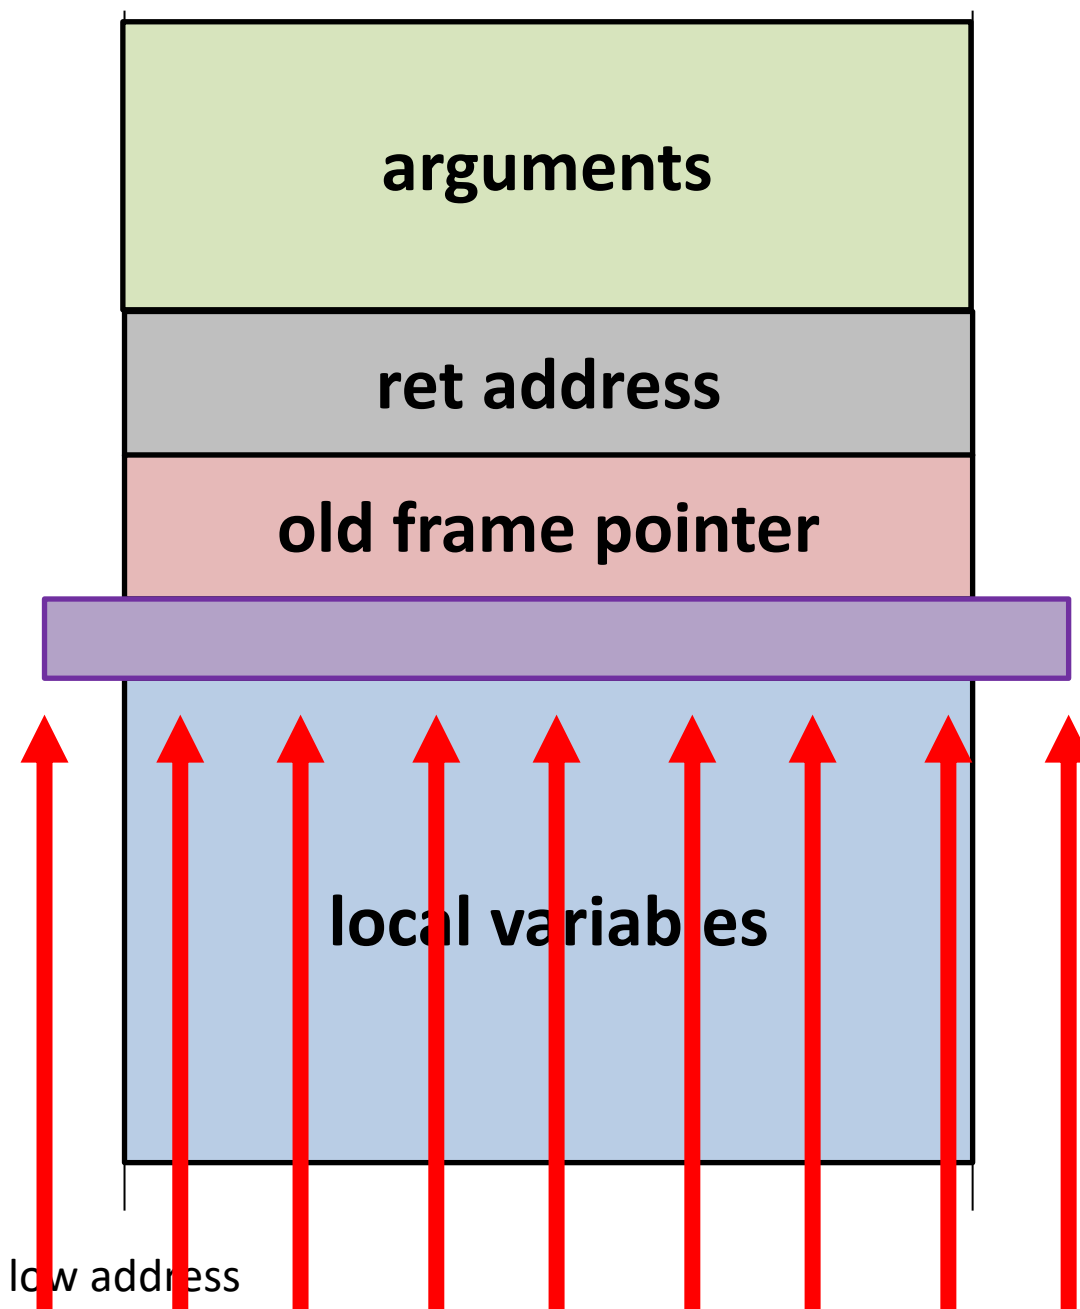 arguments
ret address
old frame pointer
local variables
low address